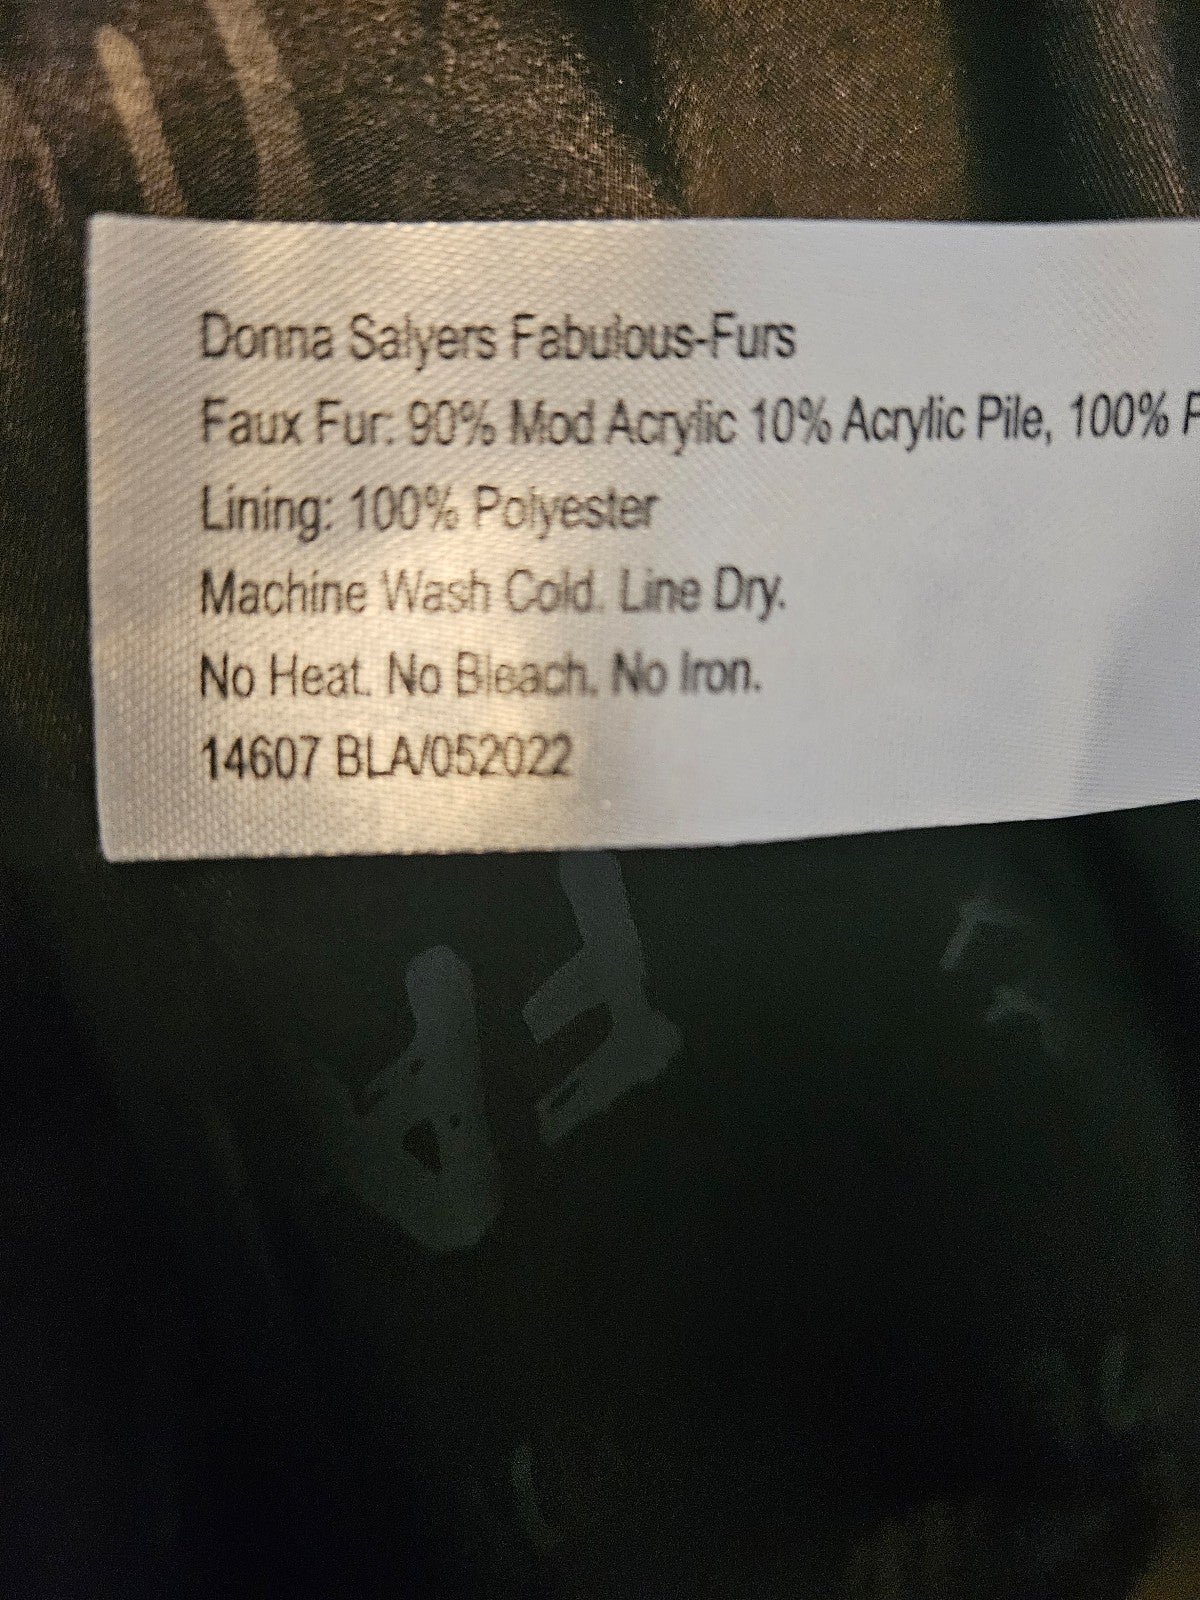 Donna Salyers Fabulous-Furs
Faux Fur: 90% Mod Acrylic 10% Acrylic Pile, 100%
Lining: 100% Polyester
Machine Wash Cold. Line Dry.
No Heat. No Bleach. No Iron.
14607 BLA/052022